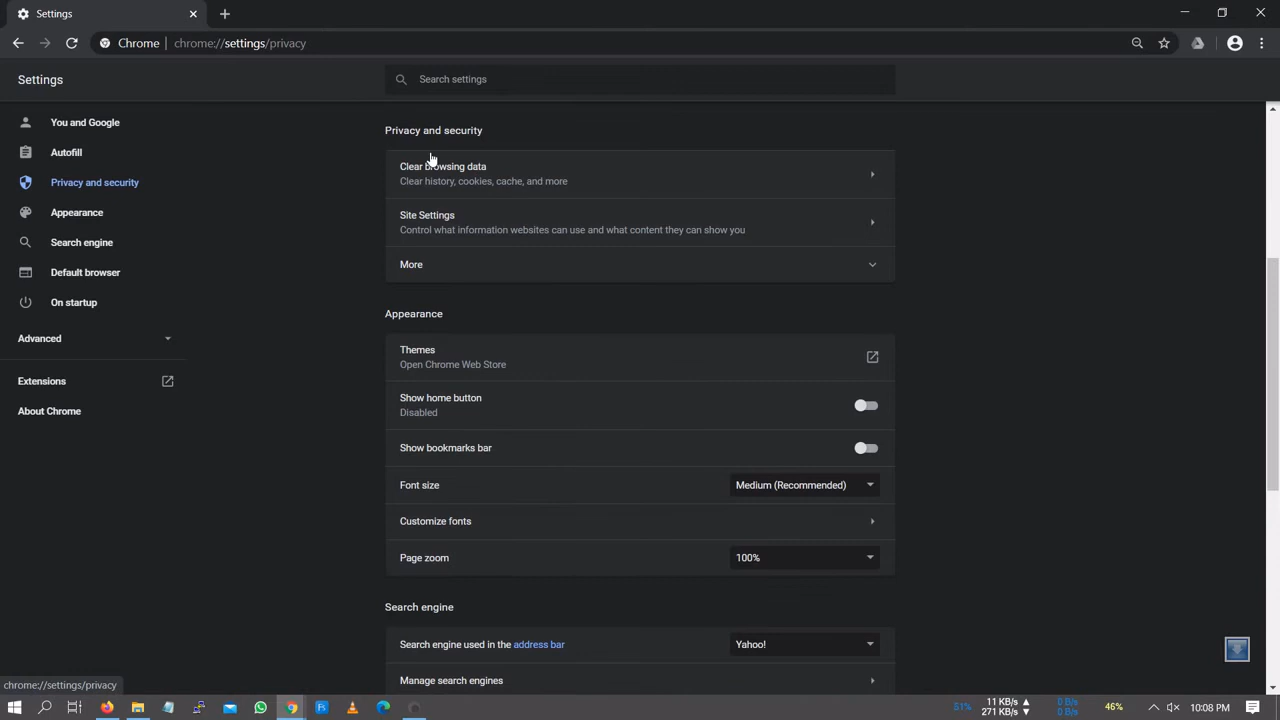 Settings
Chrome
chrome://settings/privacy
Settings
Search settings
You and Google
Autofill
Privacy and security
Appearance
Search engine
Default browser
On startup
Advanced
Extensions
About Chrome
Privacy and security
Clear browsing data
Clear history, cookies, cache, and more
Site Settings
Control what information websites can use and what content they can show you
More
Appearance
Themes
Open Chrome Web Store
Show home button
Disabled
Show bookmarks bar
Font size
Medium (Recommended)
Customize fonts
Page zoom
100%
Search engine
Search engine used in the address bar
Yahoo!
Manage search engines
chrome://settings/privacy
Fs
51%
11 KB/s
271 KB/s
0 B/s
0 B/s
46%
10:08 PM